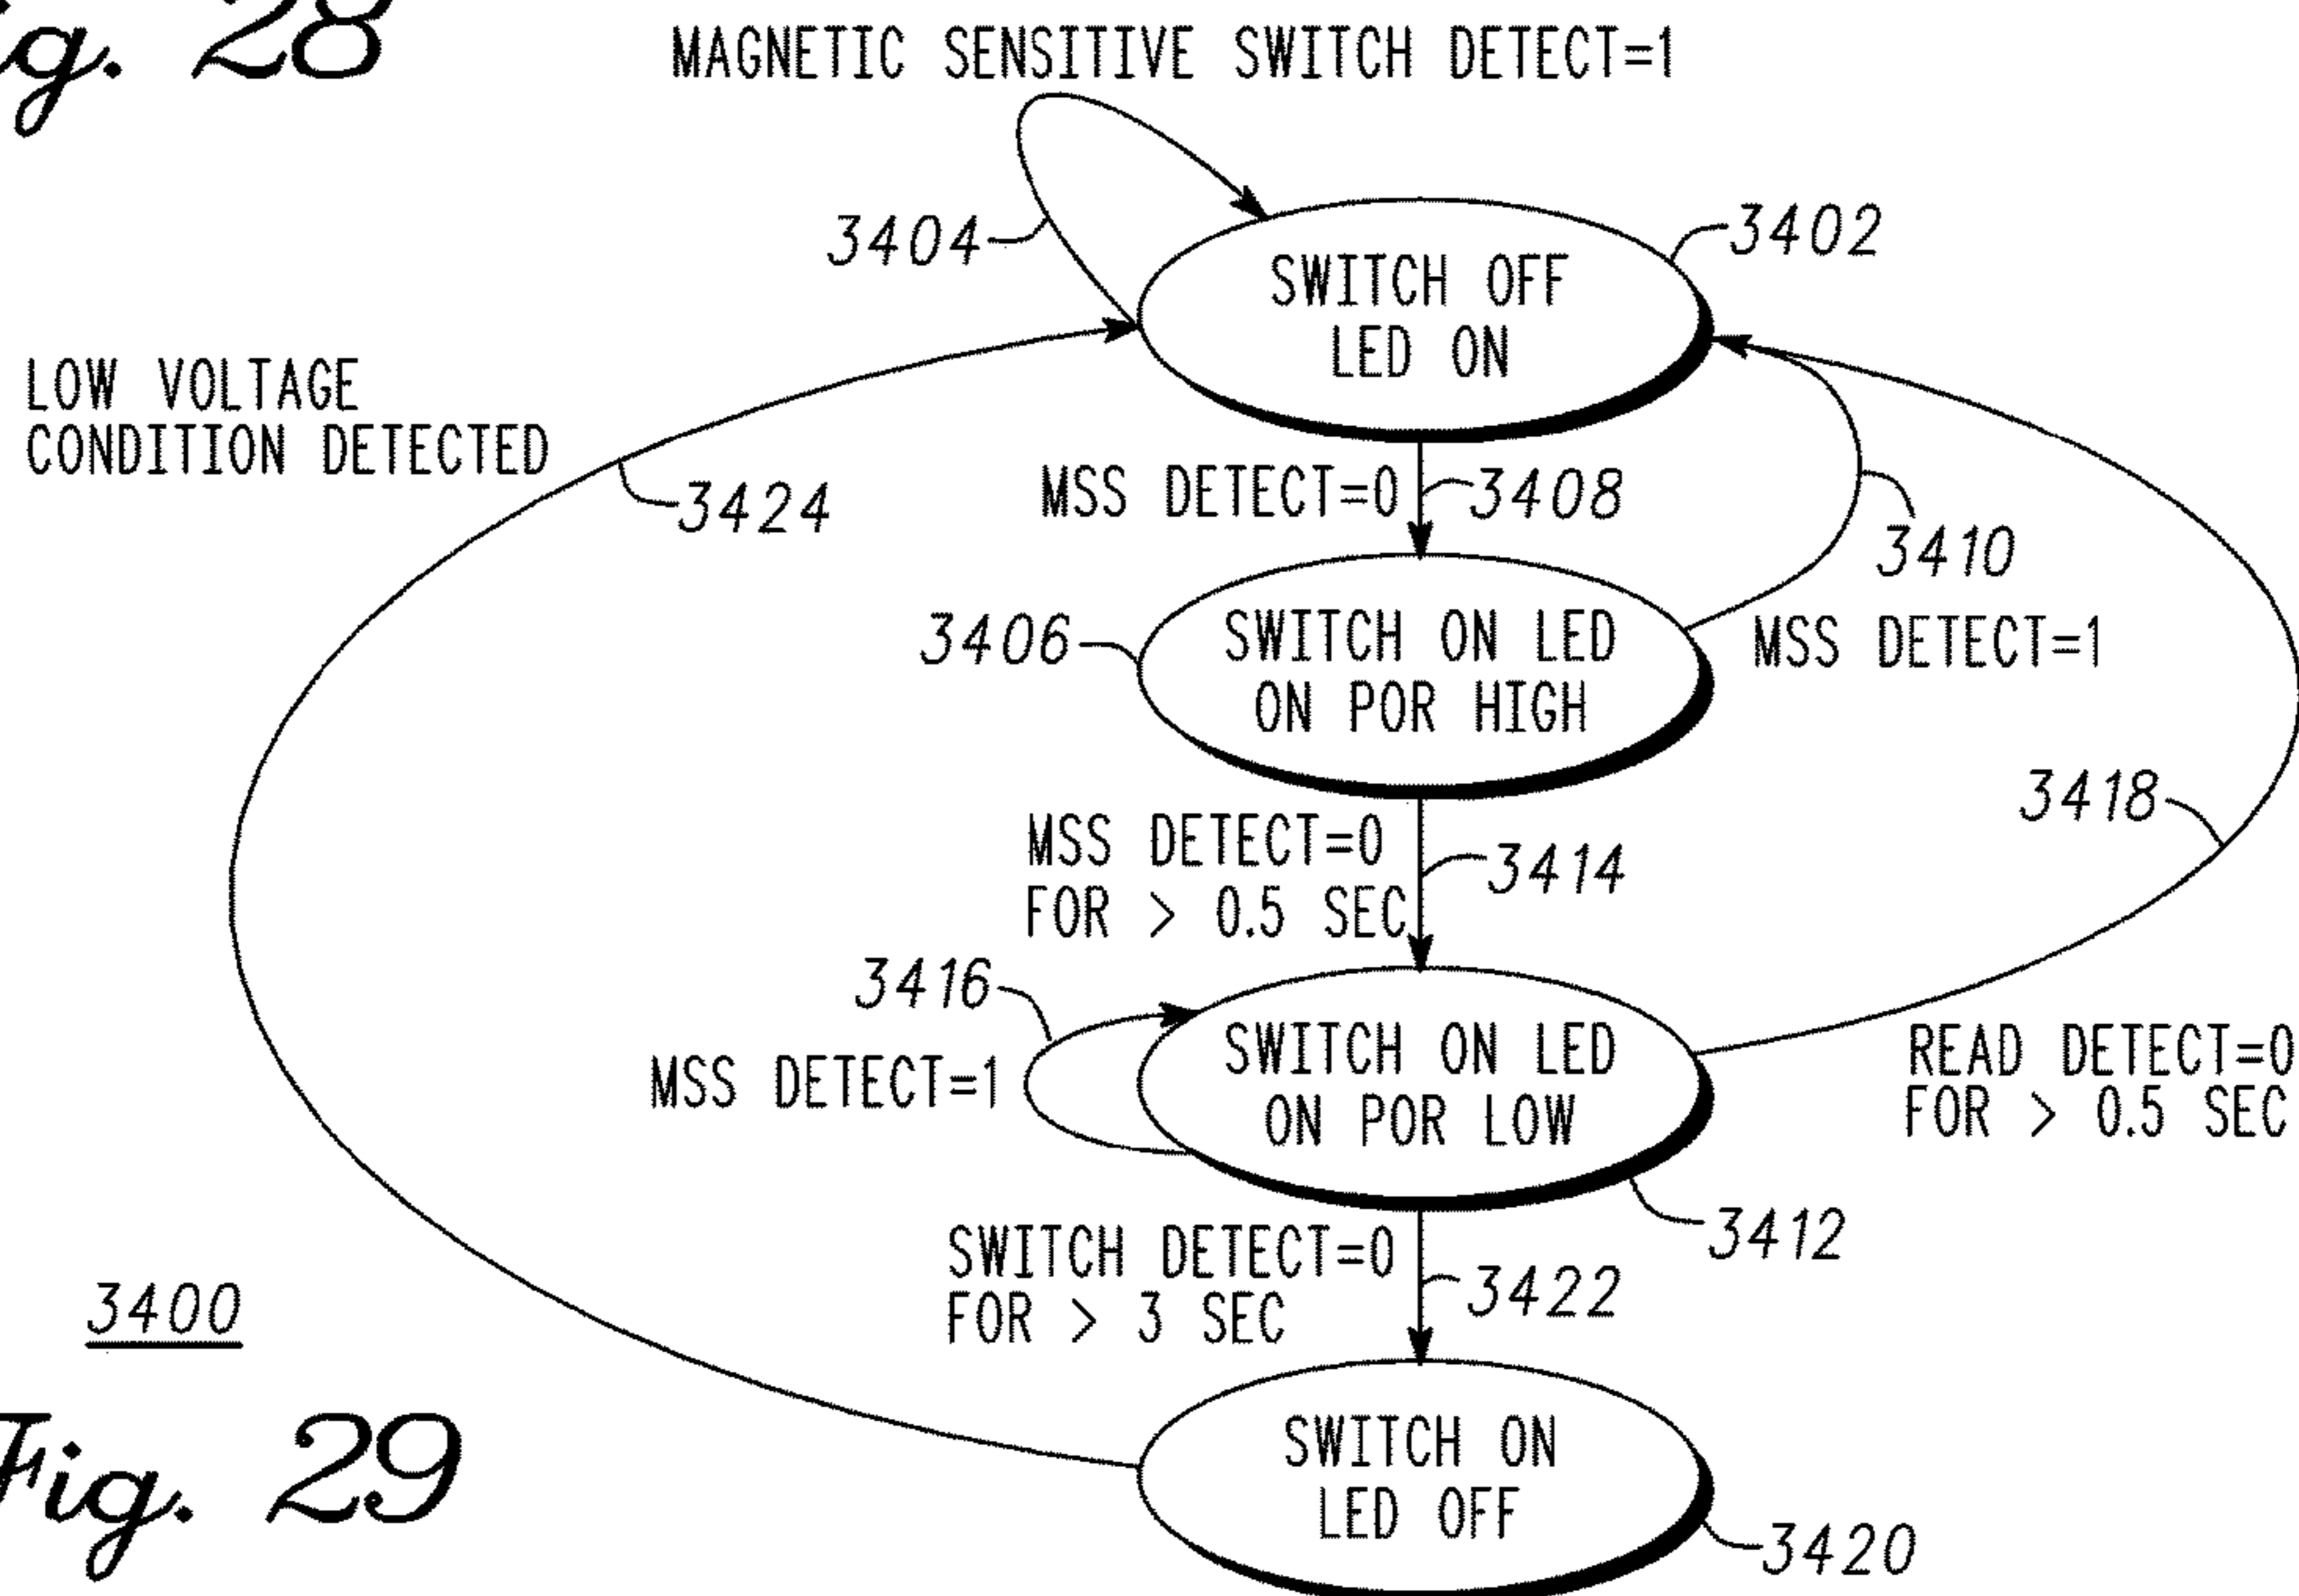 ig. 28
MAGNETIC SENSITIVE SWITCH DETECT=1
3404
3402
SWITCH OFF
LED ON
LOW VOLTAGE
CONDITION DETECTED
3424
MSS DETECT=0
3408
3410
3406
SWITCH ON LED
ON POR HIGH
MSS DETECT=1
3418
MSS DETECT=0
FOR > 0.5 SEC
3414
3416
MSS DETECT=1
SWITCH ON LED
ON POR LOW
READ DETECT=0
FOR > 0.5 SEC
3412
SWITCH DETECT=0
FOR > 3 SEC
3422
3400
Fig. 29
SWITCH ON
LED OFF
3420